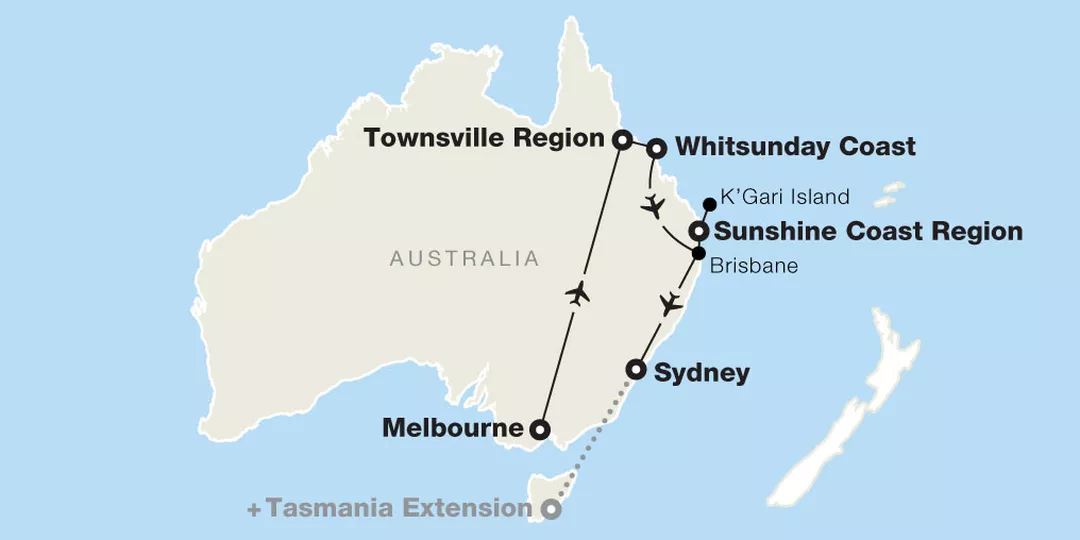 Townsville Region
Whitsunday Coast
K’Gari Island
Sunshine Coast Region
AUSTRALIA
Brisbane
Sydney
Melbourne
+Tasmania Extension